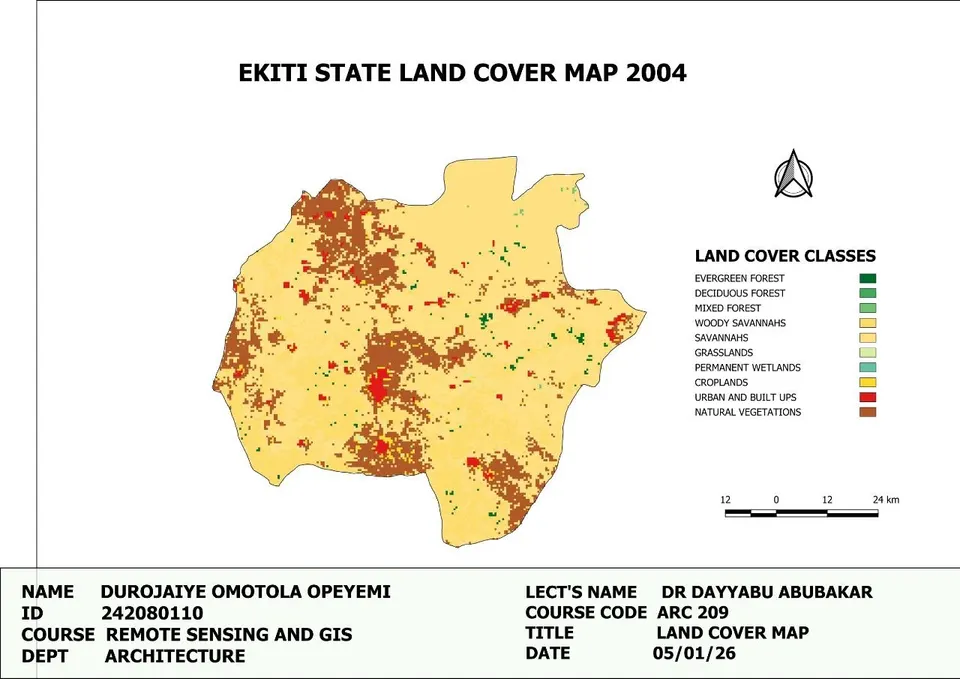 EKITI STATE LAND COVER MAP 2004
LAND COVER CLASSES
EVERGREEN FOREST
DECIDUOUS FOREST
MIXED FOREST
WOODY SAVANNAHS
SAVANNAHS
GRASSLANDS
PERMANENT WETLANDS
CROPLANDS
URBAN AND BUILT UPS
NATURAL VEGETATIONS
12 0 12 24 km
NAME DUROJAIYE OMOTOLA OPEYEMI
ID 242080110
COURSE REMOTE SENSING AND GIS
DEPT ARCHITECTURE
LECT'S NAME DR DAYYABU ABUBAKAR
COURSE CODE ARC 209
TITLE LAND COVER MAP
DATE 05/01/26